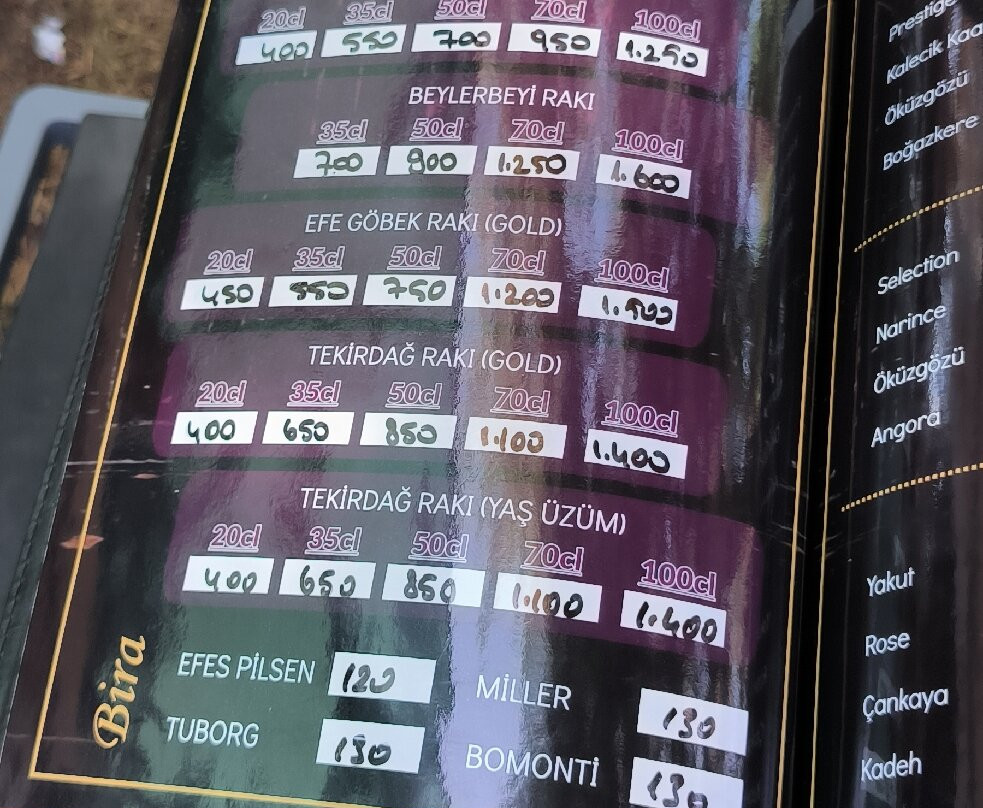 20cl 35cl 50cl 70cl 100cl
400 550 700 950 1.250
BEYLERBEYİ RAKI
35cl 50cl 70cl 100cl
700 900 1.250 1.600
EFE GÖBEK RAKI (GOLD)
20cl 35cl 50cl 70cl 100cl
450 550 750 1.200 1.500
TEKİRDAĞ RAKI (GOLD)
20cl 35cl 50cl 70cl 100cl
400 650 850 1.100 1.400
TEKİRDAĞ RAKI (YAŞ ÜZÜM)
20cl 35cl 50cl 70cl 100cl
400 650 850 1.100 1.400
Bira
EFES PİLSEN 120 MİLLER 130
TUBORG 130 BOMONTİ 130
Prestige
Kalecik
Öküzgözü
Boğazkere
Selection
Narince
Öküzgözü
Angora
Yakut
Rose
Çankaya
Kadeh